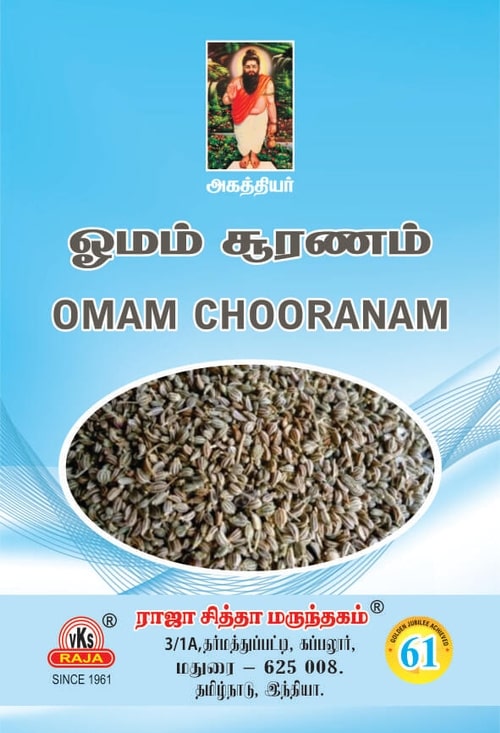 அகத்தியர்
ஓமம் சூரணம்
OMAM CHOORANAM
ராஜா சித்தா மருந்தகம்®
3/1A,தர்மத்துப்பட்டி, கப்பலூர்,
மதுரை – 625 008.
தமிழ்நாடு, இந்தியா.
VKS ®
RAJA
SINCE 1961
GOLDEN JUBILEE ACHIEVED
61